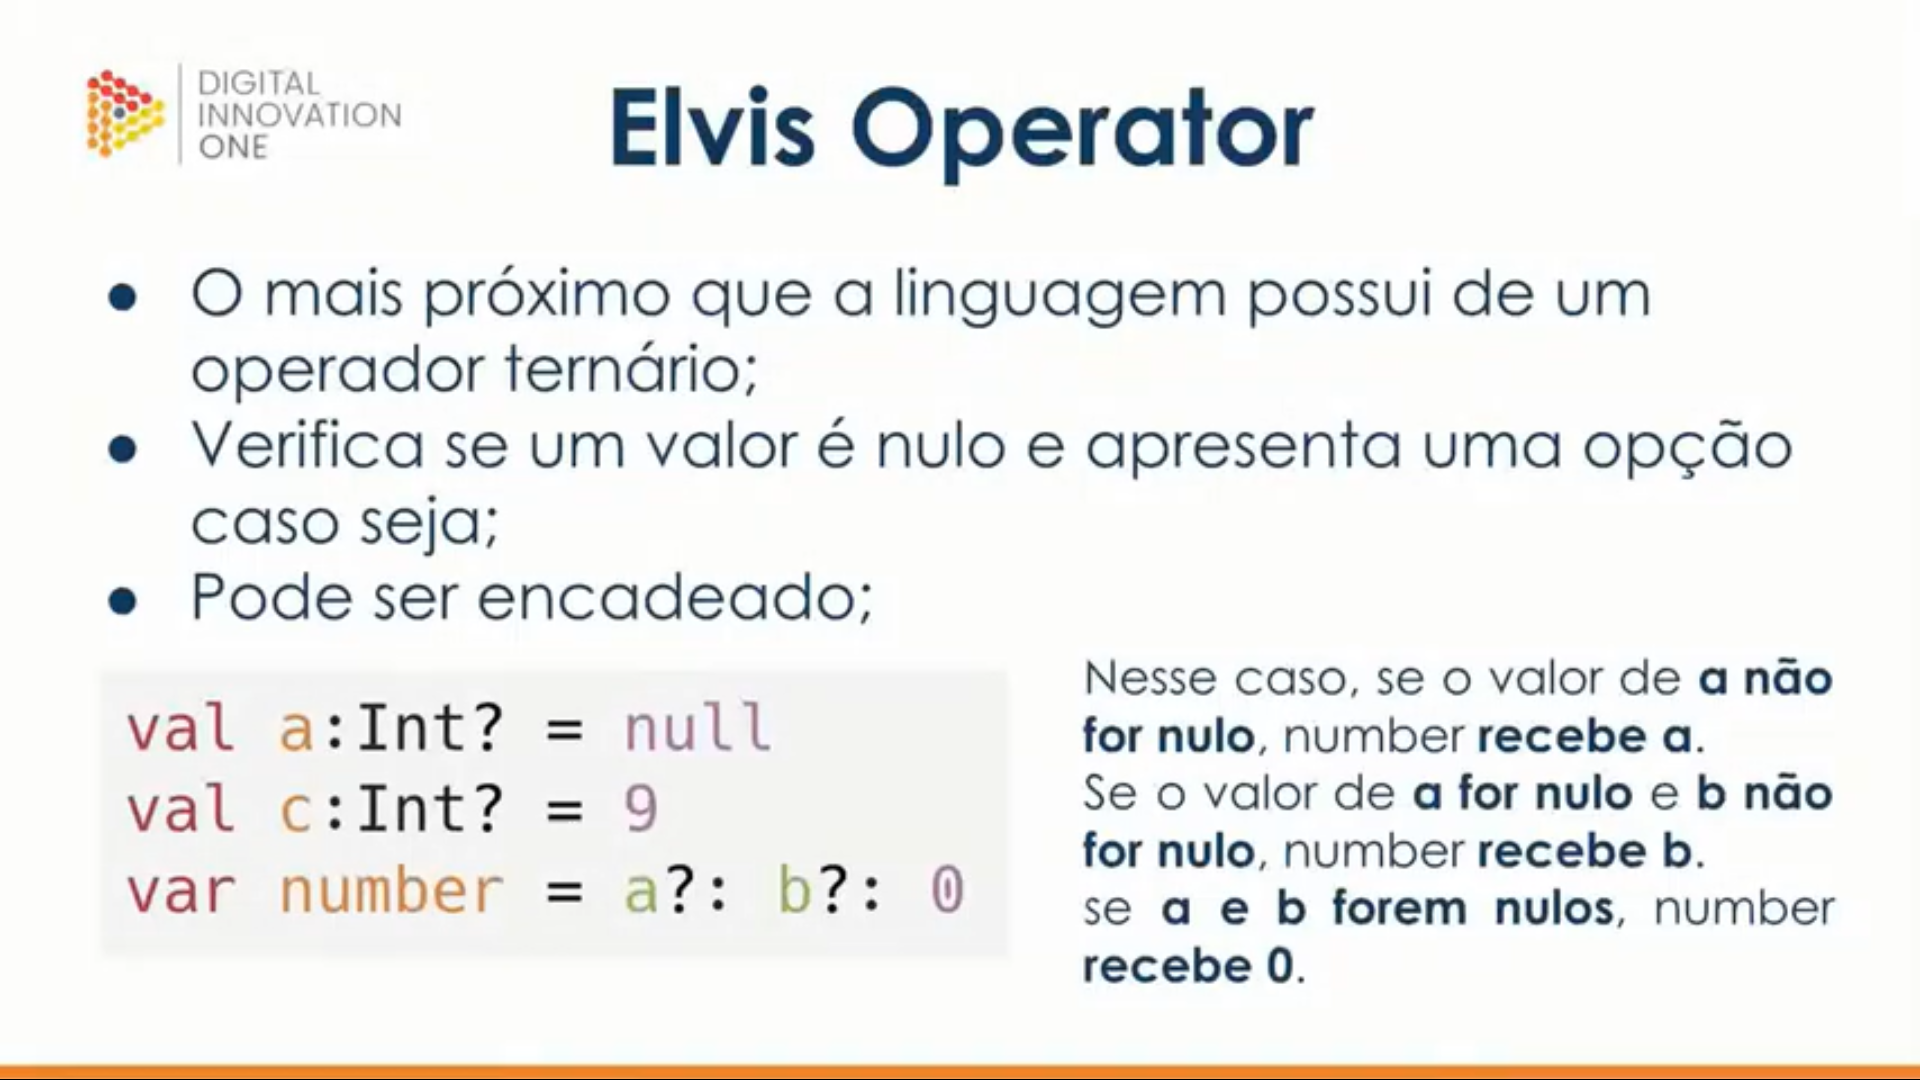 DIGITAL
INNOVATION
ONE
Elvis Operator
● O mais próximo que a linguagem possui de um
operador ternário;
● Verifica se um valor é nulo e apresenta uma opção
caso seja;
● Pode ser encadeado;
val a:Int? = null
val c:Int? = 9
var number = a?: b?: 0
Nesse caso, se o valor de a não
for nulo, number recebe a.
Se o valor de a for nulo e b não
for nulo, number recebe b.
se a e b forem nulos, number
recebe 0.